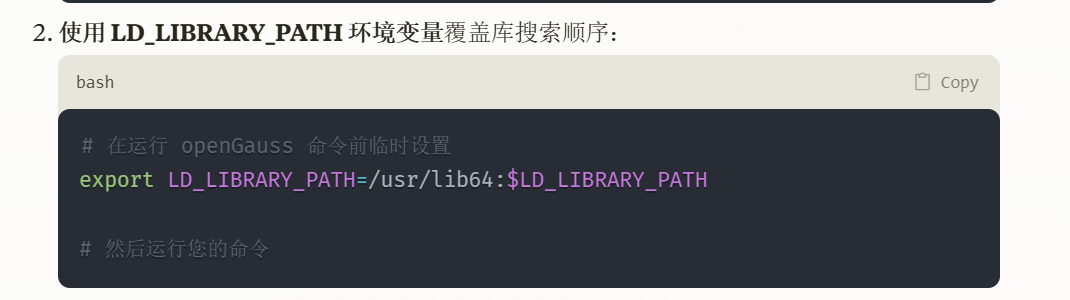 2. 使用 LD_LIBRARY_PATH 环境变量覆盖库搜索顺序：
bash
Copy
# 在运行 openGauss 命令前临时设置
export LD_LIBRARY_PATH=/usr/lib64:$LD_LIBRARY_PATH
# 然后运行您的命令